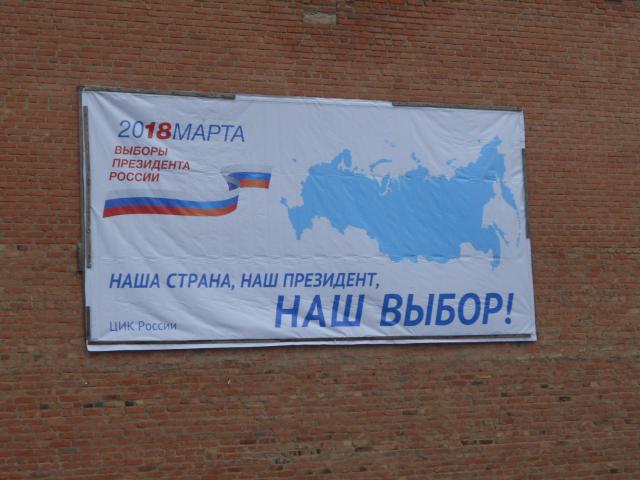 2018МАРТА
ВЫБОРЫ
ПРЕЗИДЕНТА
РОССИИ
НАША СТРАНА, НАШ ПРЕЗИДЕНТ,
НАШ ВЫБОР!
ЦИК России